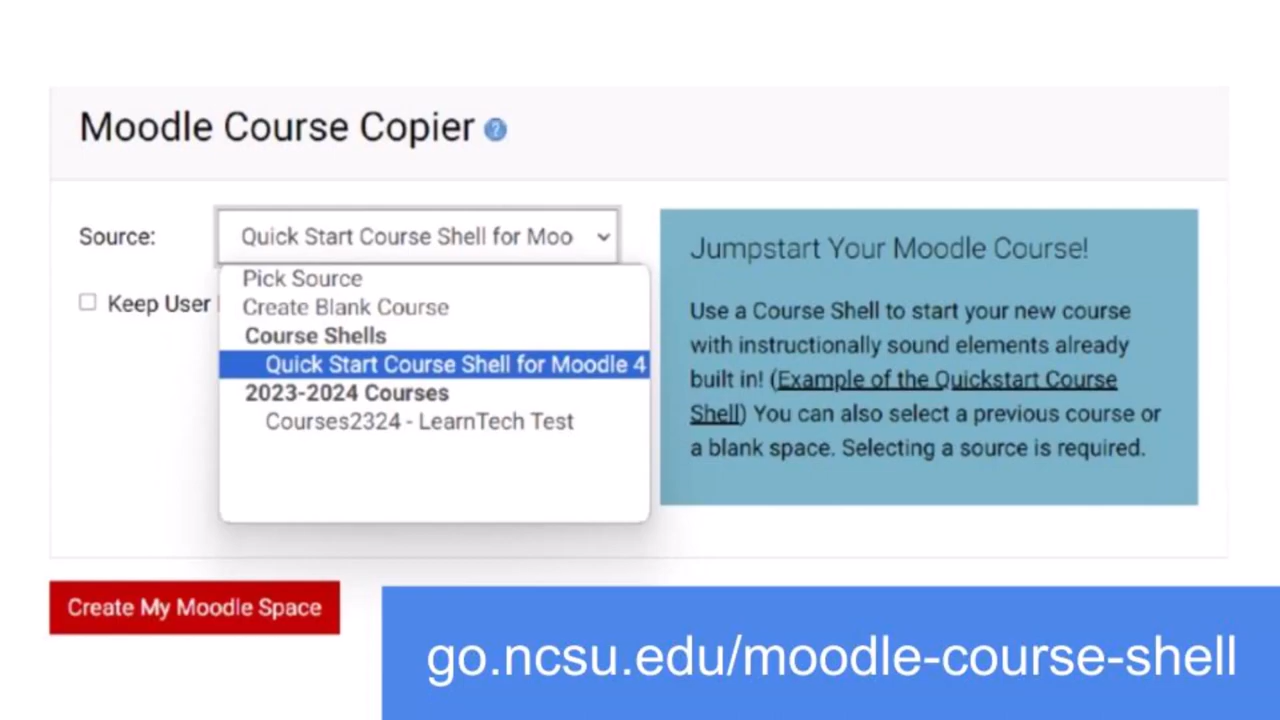 Moodle Course Copier ?
Source:
Quick Start Course Shell for Moo
Pick Source
Keep User
Create Blank Course
Course Shells
Quick Start Course Shell for Moodle 4
2023-2024 Courses
Courses2324 - LearnTech Test
Jumpstart Your Moodle Course!
Use a Course Shell to start your new course
with instructionally sound elements already
built in! (Example of the Quickstart Course
Shell) You can also select a previous course or
a blank space. Selecting a source is required.
Create My Moodle Space
go.ncsu.edu/moodle-course-shell